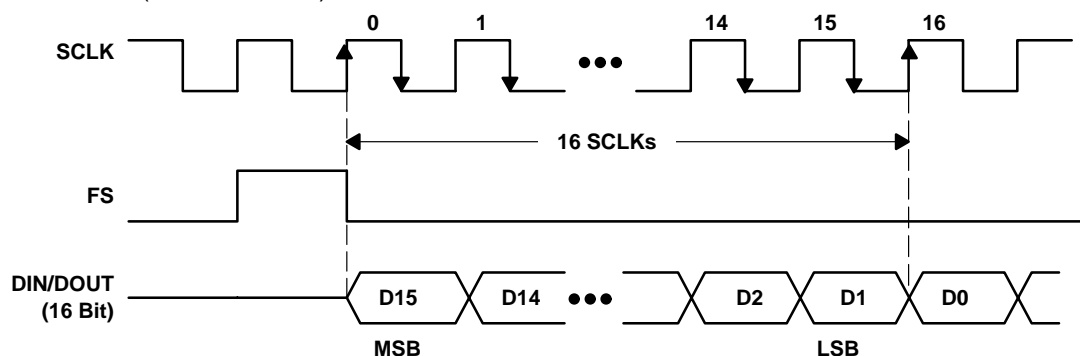 0 1 14 15 16
SCLK
16 SCLKs
FS
DIN/DOUT
(16 Bit)
D15 D14 D2 D1 D0
MSB LSB